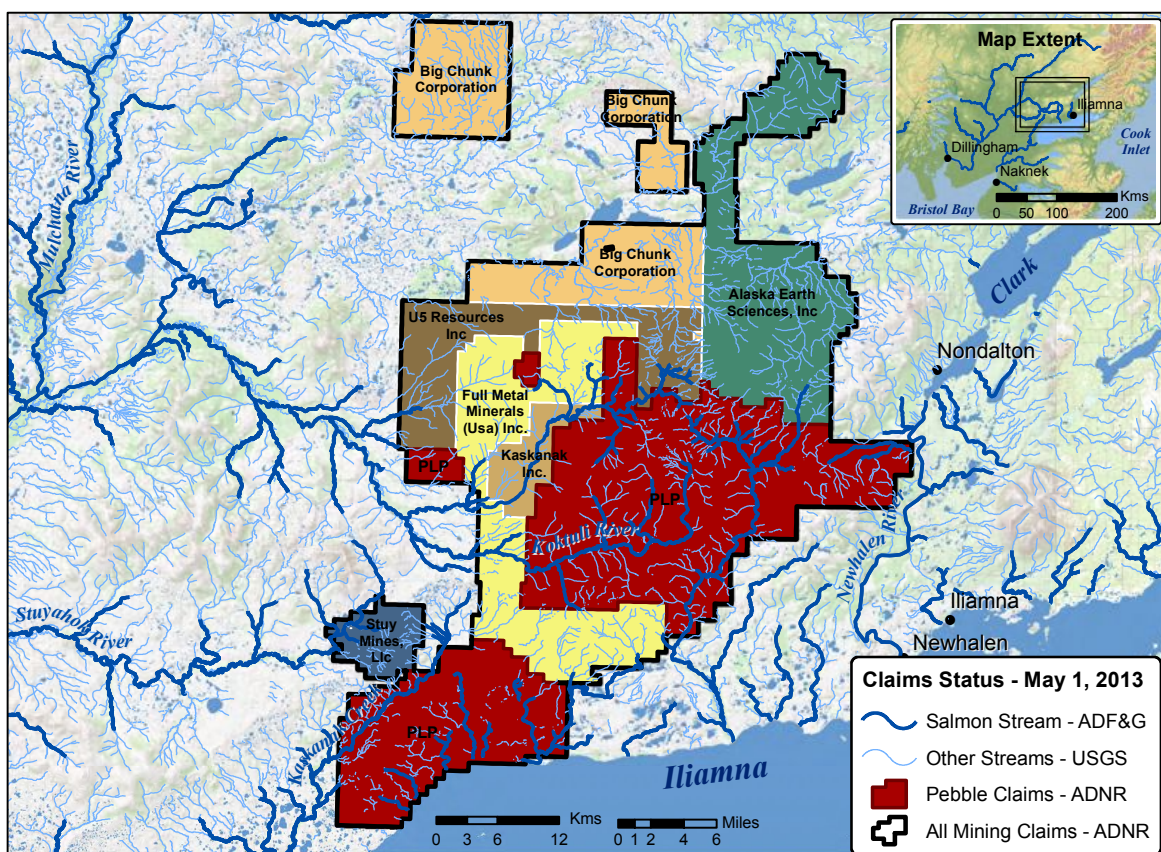 Big Chunk
Corporation
Big Chunk
Corporation
Map Extent
Iliamna
Cook
Inlet
Dillingham
Naknek
Bristol Bay
Kms
0 50 100 200
Mulchatna River
Big Chunk
Corporation
Alaska Earth
Sciences, Inc
Clark
U5 Resources
Inc
Nondalton
Full Metal
Minerals
(Usa) Inc.
Kaskanak
Inc.
PLP
PLP
Koktuli River
Newhalen River
Stuyahok River
Stuy
Mines,
Llc
Iliamna
Newhalen
Kaskanak Creek
PLP
Iliamna
Kms
0 3 6 12
Miles
0 1 2 4 6
Claims Status - May 1, 2013
Salmon Stream - ADF&G
Other Streams - USGS
Pebble Claims - ADNR
All Mining Claims - ADNR